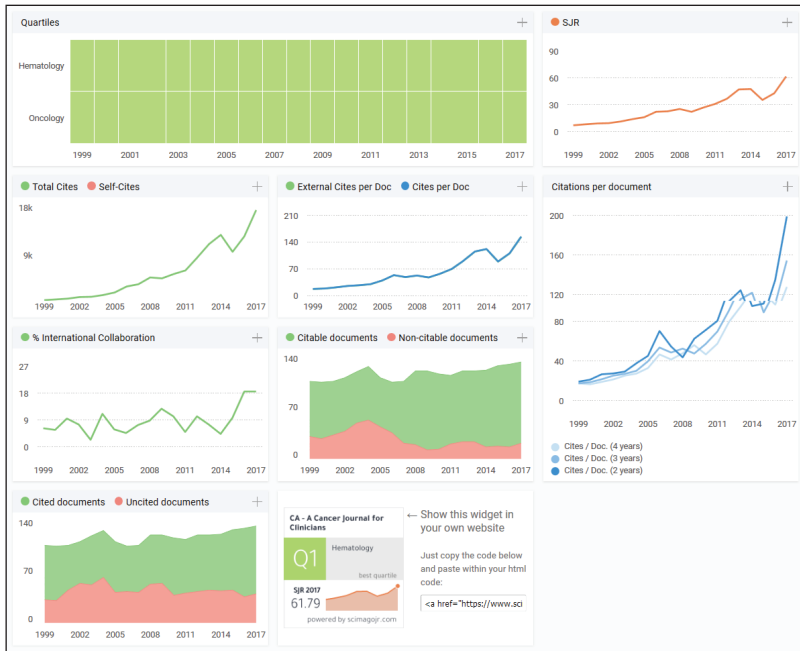 Quartiles
Hematology
Oncology
1999 2001 2003 2005 2007 2009 2011 2013 2015 2017
SJR
90
60
30
0
1999 2002 2005 2008 2011 2014 2017
Total Cites Self-Cites
18k
9k
1999 2002 2005 2008 2011 2014 2017
External Cites per Doc Cites per Doc
210
140
70
0
1999 2002 2005 2008 2011 2014 2017
Citations per document
200
160
120
80
40
0
1999 2002 2005 2008 2011 2014 2017
Cites / Doc. (4 years)
Cites / Doc. (3 years)
Cites / Doc. (2 years)
% International Collaboration
27
18
9
0
1999 2002 2005 2008 2011 2014 2017
Citable documents Non-citable documents
140
70
0
1999 2002 2005 2008 2011 2014 2017
Cited documents Uncited documents
140
70
0
1999 2002 2005 2008 2011 2014 2017
CA - A Cancer Journal for
Clinicians
Q1
Hematology
best quartile
SJR 2017
61.79
powered by scimagojr.com
← Show this widget in
your own website
Just copy the code below
and paste within your html
code:
<a href="https://www.sci